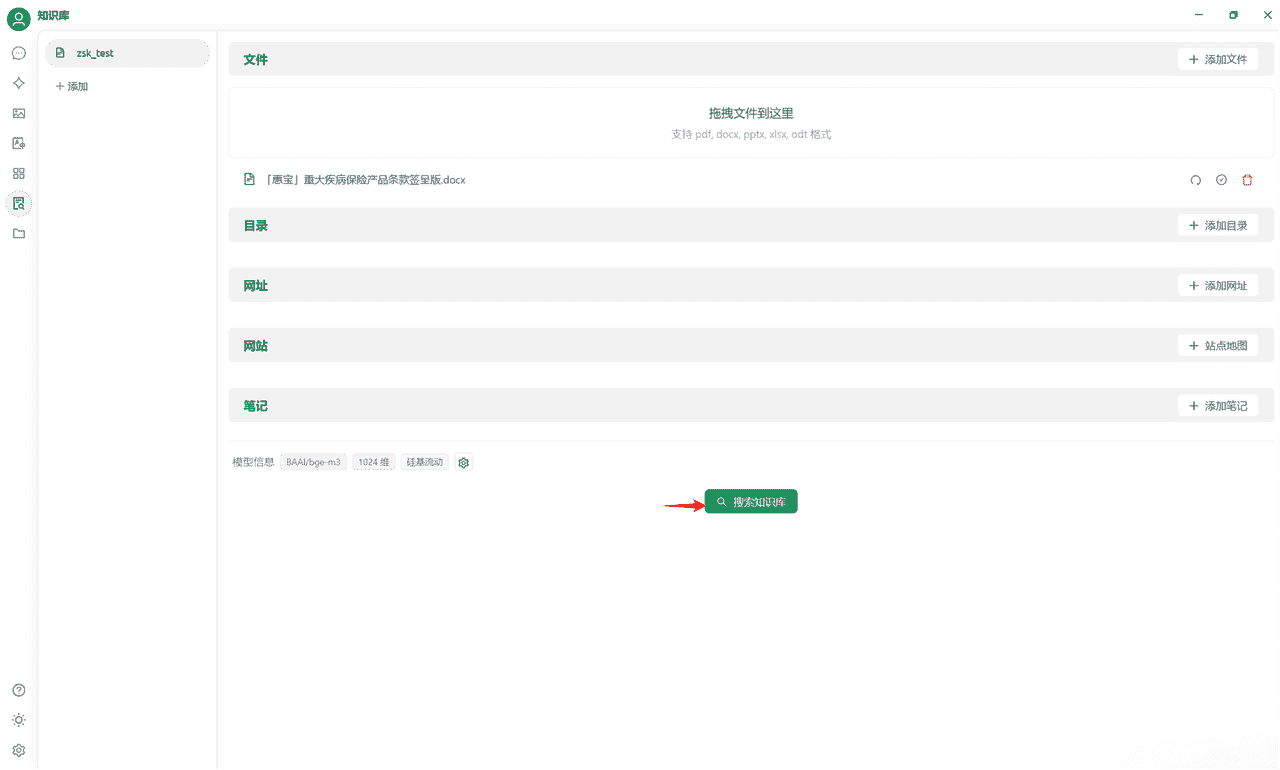 知识库
zsk_test
添加
文件
添加文件
拖拽文件到这里
支持 pdf, docx, pptx, xlsx, odt 格式
「惠宝」重大疾病保险产品条款签呈版.docx
目录
添加目录
网址
添加网址
网站
站点地图
笔记
添加笔记
模型信息 BAAI/bge-m3 1024 维 硅基流动
搜索知识库